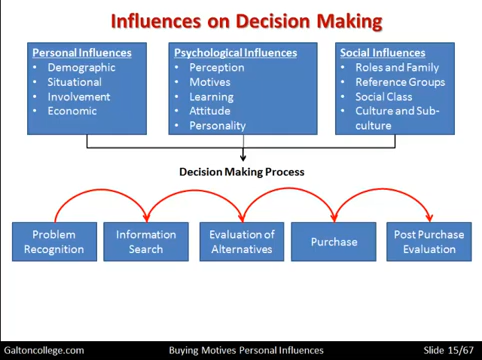 Influences on Decision Making
Personal Influences
• Demographic
• Situational
• Involvement
• Economic
Psychological Influences
• Perception
• Motives
• Learning
• Attitude
• Personality
Social Influences
• Roles and Family
• Reference Groups
• Social Class
• Culture and Sub-
culture
Decision Making Process
Problem
Recognition
Information
Search
Evaluation of
Alternatives
Purchase
Post Purchase
Evaluation
Galtoncollege.com
Buying Motives Personal Influences
Slide 15/67